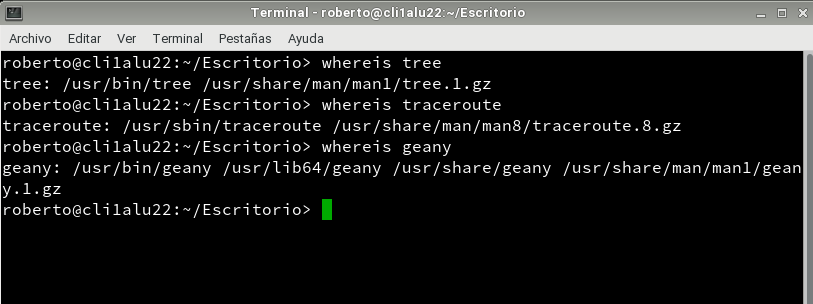 Terminal - roberto@cli1alu22:~/Escritorio
Archivo Editar Ver Terminal Pestañas Ayuda
roberto@cli1alu22:~/Escritorio> whereis tree
tree: /usr/bin/tree /usr/share/man/man1/tree.1.gz
roberto@cli1alu22:~/Escritorio> whereis traceroute
traceroute: /usr/sbin/traceroute /usr/share/man/man8/traceroute.8.gz
roberto@cli1alu22:~/Escritorio> whereis geany
geany: /usr/bin/geany /usr/lib64/geany /usr/share/geany /usr/share/man/man1/gean
y.1.gz
roberto@cli1alu22:~/Escritorio>